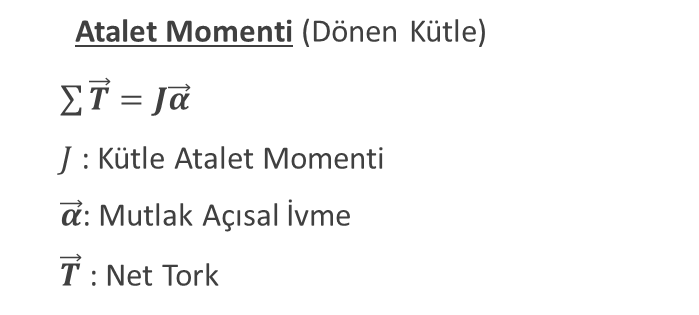 Atalet Momenti (Dönen Kütle)
∑T⃗ = Jα⃗
J : Kütle Atalet Momenti
α⃗: Mutlak Açısal İvme
T⃗ : Net Tork